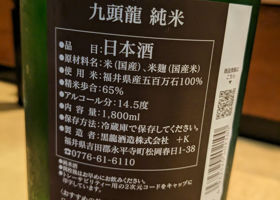 九頭龍 純米
●品目:日本酒
●原材料名:米(国産)、米麹(国産米)
●使用米:福井県産五百万石100%
●精米歩合:65%
●アルコール分:14.5度
●内容量:1,800ml
●保存方法:冷蔵庫で保存してください。
●製造者:黒龍酒造株式会社 +K
福井県吉田郡永平寺町松岡春日1-38
☎0776-61-6110